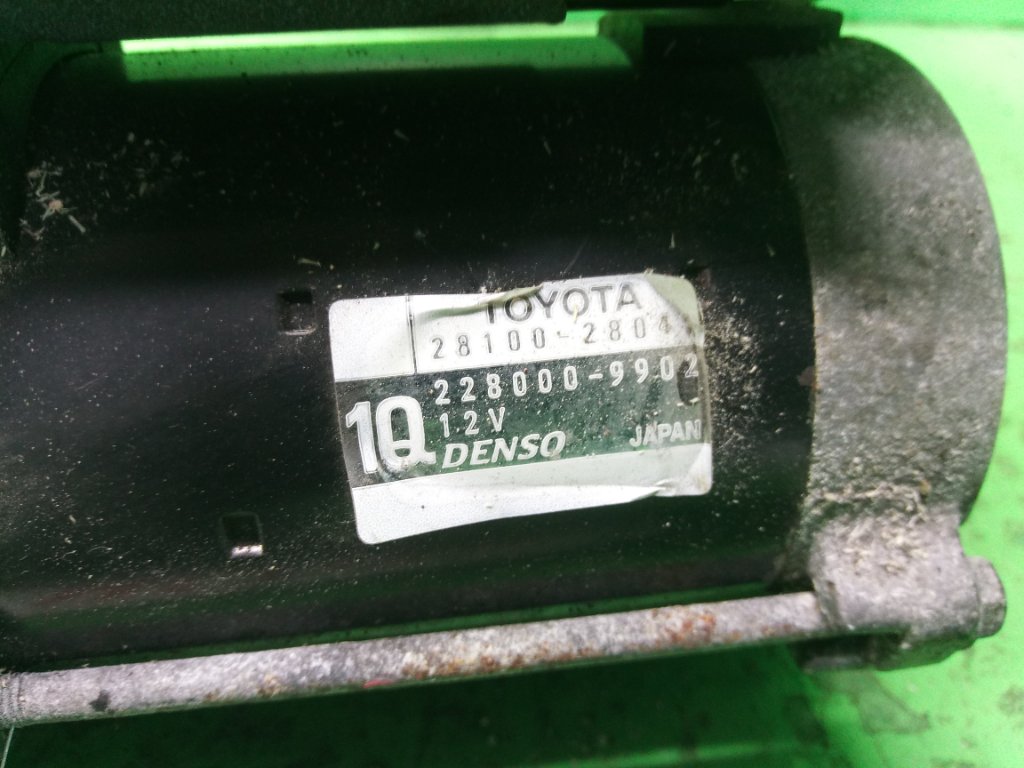 TOYOTA
28100-2804
228000-9902
12V
1Q
DENSO
JAPAN